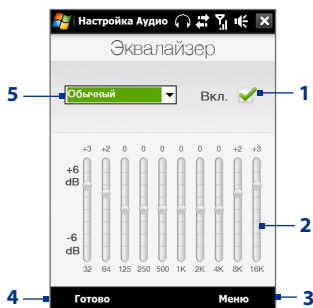 Настройка Аудио
Эквалайзер
5 Обычный Вкл. 1
+3 +2 0 0 0 0 0 0 +2 +3
+6
dB
2
-6
dB
32 64 125 250 500 1K 2K 4K 8K 16K
4 Готово Меню 3